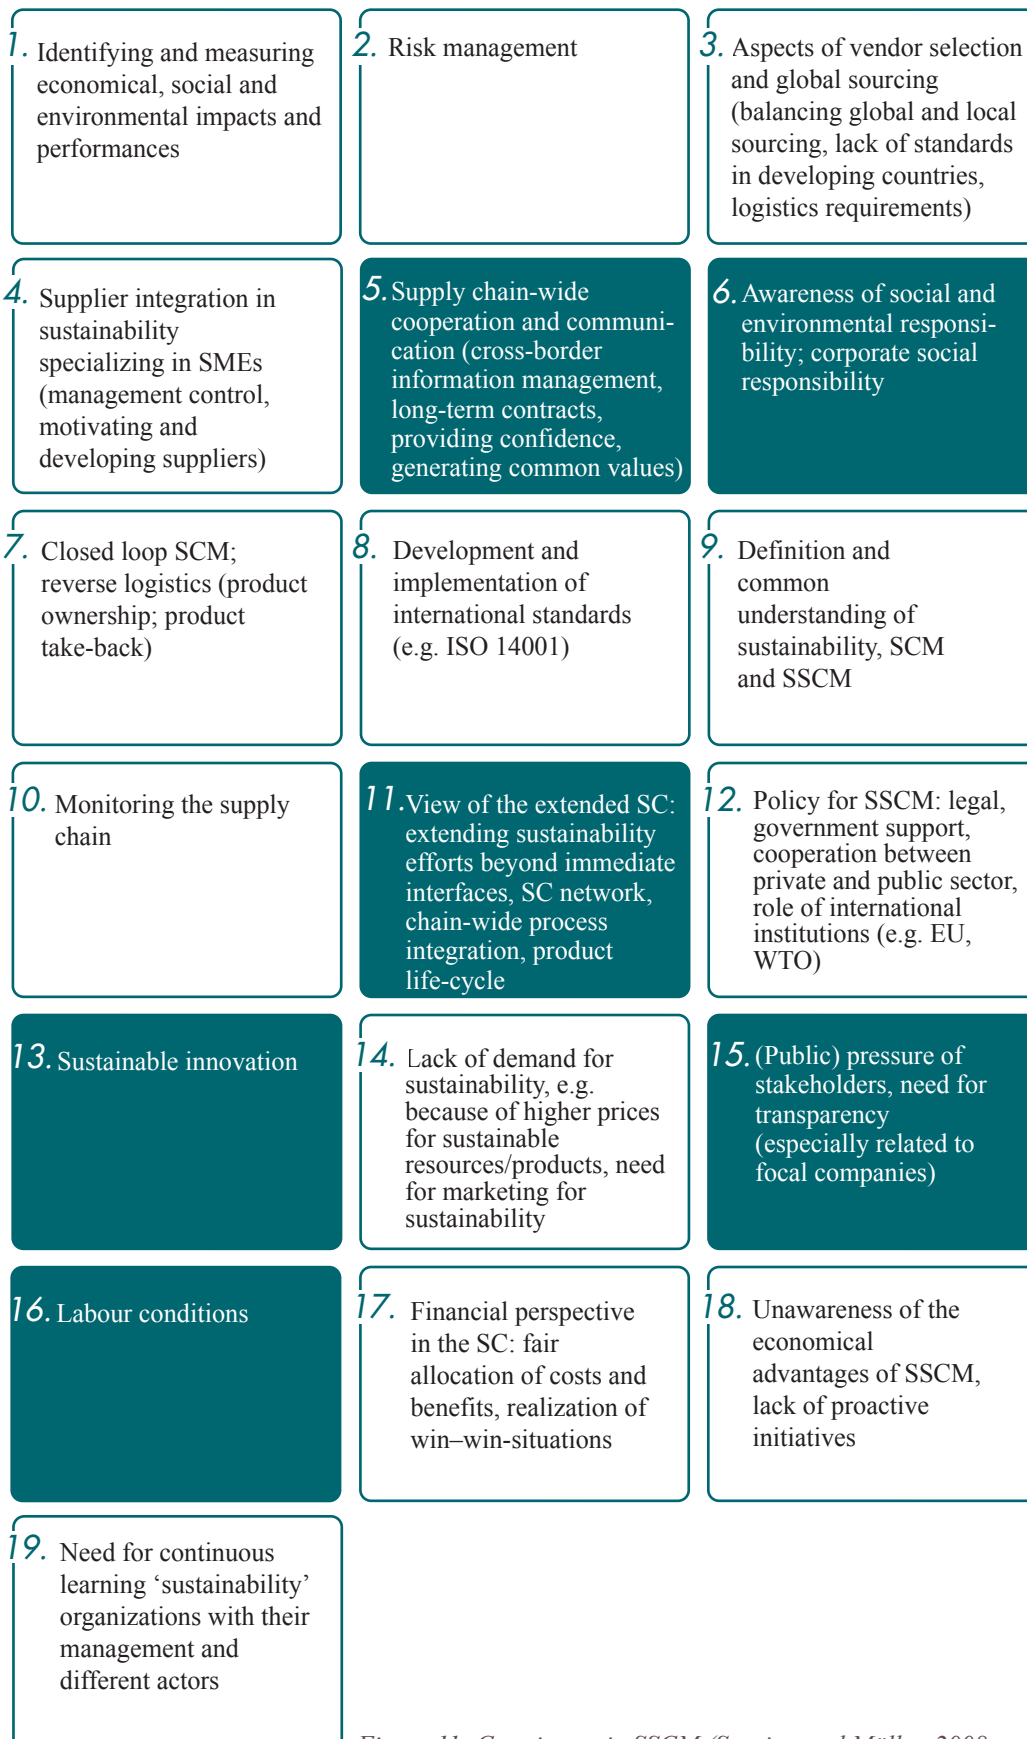 1. Identifying and measuring
economical, social and
environmental impacts and
performances
2. Risk management
3. Aspects of vendor selection
and global sourcing
(balancing global and local
sourcing, lack of standards
in developing countries,
logistics requirements)
4. Supplier integration in
sustainability
specializing in SMEs
(management control,
motivating and
developing suppliers)
5. Supply chain-wide
cooperation and communi-
cation (cross-border
information management,
long-term contracts,
providing confidence,
generating common values)
6. Awareness of social and
environmental responsi-
bility; corporate social
responsibility
7. Closed loop SCM;
reverse logistics (product
ownership; product
take-back)
8. Development and
implementation of
international standards
(e.g. ISO 14001)
9. Definition and
common
understanding of
sustainability, SCM
and SSCM
10. Monitoring the supply
chain
11. View of the extended SC:
extending sustainability
efforts beyond immediate
interfaces, SC network,
chain-wide process
integration, product
life-cycle
12. Policy for SSCM: legal,
government support,
cooperation between
private and public sector,
role of international
institutions (e.g. EU,
WTO)
13. Sustainable innovation
14. Lack of demand for
sustainability, e.g.
because of higher prices
for sustainable
resources/products, need
for marketing for
sustainability
15. (Public) pressure of
stakeholders, need for
transparency
(especially related to
focal companies)
16. Labour conditions
17. Financial perspective
in the SC: fair
allocation of costs and
benefits, realization of
win–win-situations
18. Unawareness of the
economical
advantages of SSCM,
lack of proactive
initiatives
19. Need for continuous
learning ‘sustainability’
organizations with their
management and
different actors